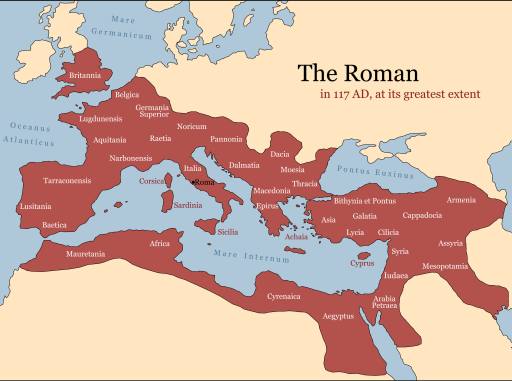 Mare
Germanicum
The Roman
in 117 AD, at its greatest extent
Britannia
Belgica
Germania
Superior
Lugdunensis
Noricum
Oceanus
Atlanticus
Aquitania
Raetia
Pannonia
Dacia
Narbonensis
Italia
Dalmatia
Moesia
Pontus Euxinus
Tarraconensis
Corsica
Roma
Macedonia
Thracia
Lusitania
Sardinia
Epirus
Bithynia et Pontus
Armenia
Baetica
Asia
Galatia
Cappadocia
Sicilia
Achaia
Lycia
Cilicia
Mauretania
Africa
Mare Internum
Syria
Assyria
Cyprus
Mesopotamia
Iudaea
Cyrenaica
Arabia
Petraea
Aegyptus